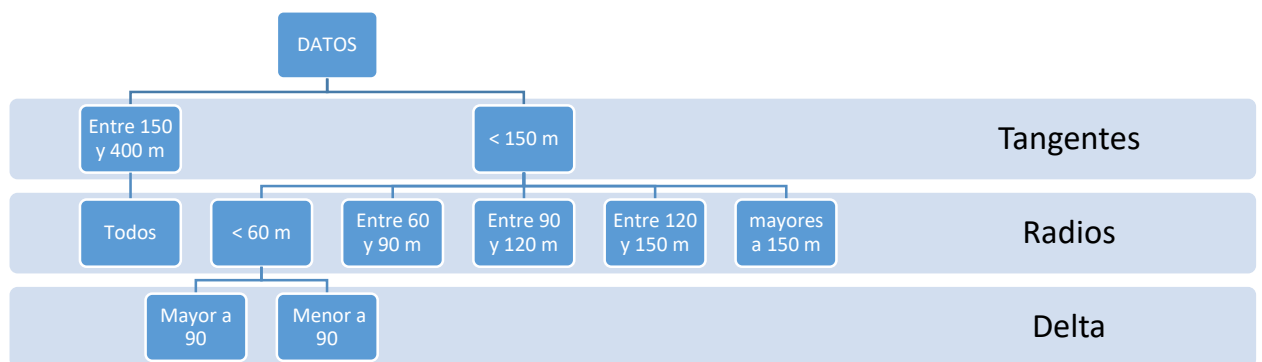 DATOS
Entre 150
y 400 m
< 150 m
Tangentes
Todos
< 60 m
Entre 60
y 90 m
Entre 90
y 120 m
Entre 120
y 150 m
mayores
a 150 m
Radios
Mayor a
90
Menor a
90
Delta